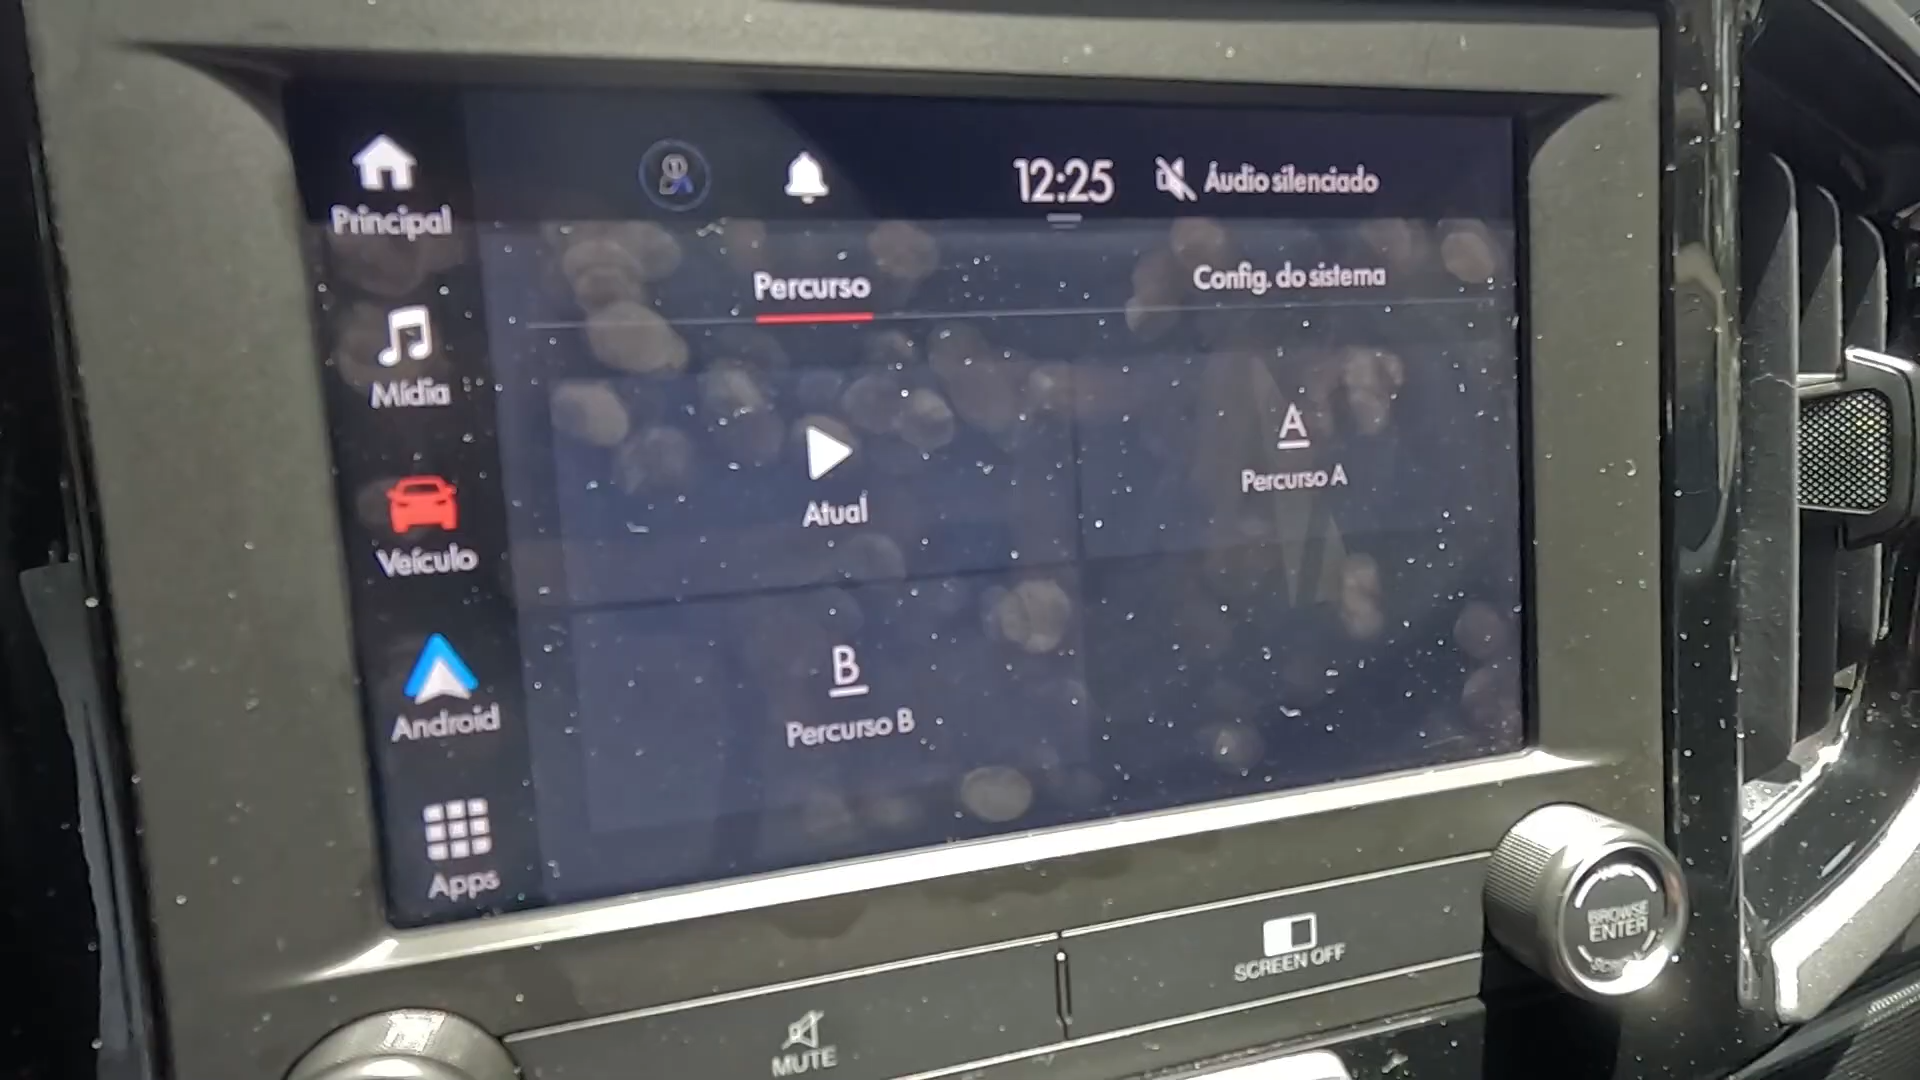 Principal
12:25
Áudio silenciado
Percurso
Config. do sistema
Mídia
Atual
A
Percurso A
Veículo
B
Percurso B
Android
Apps
MUTE
SCREEN OFF
BROWSE
ENTER